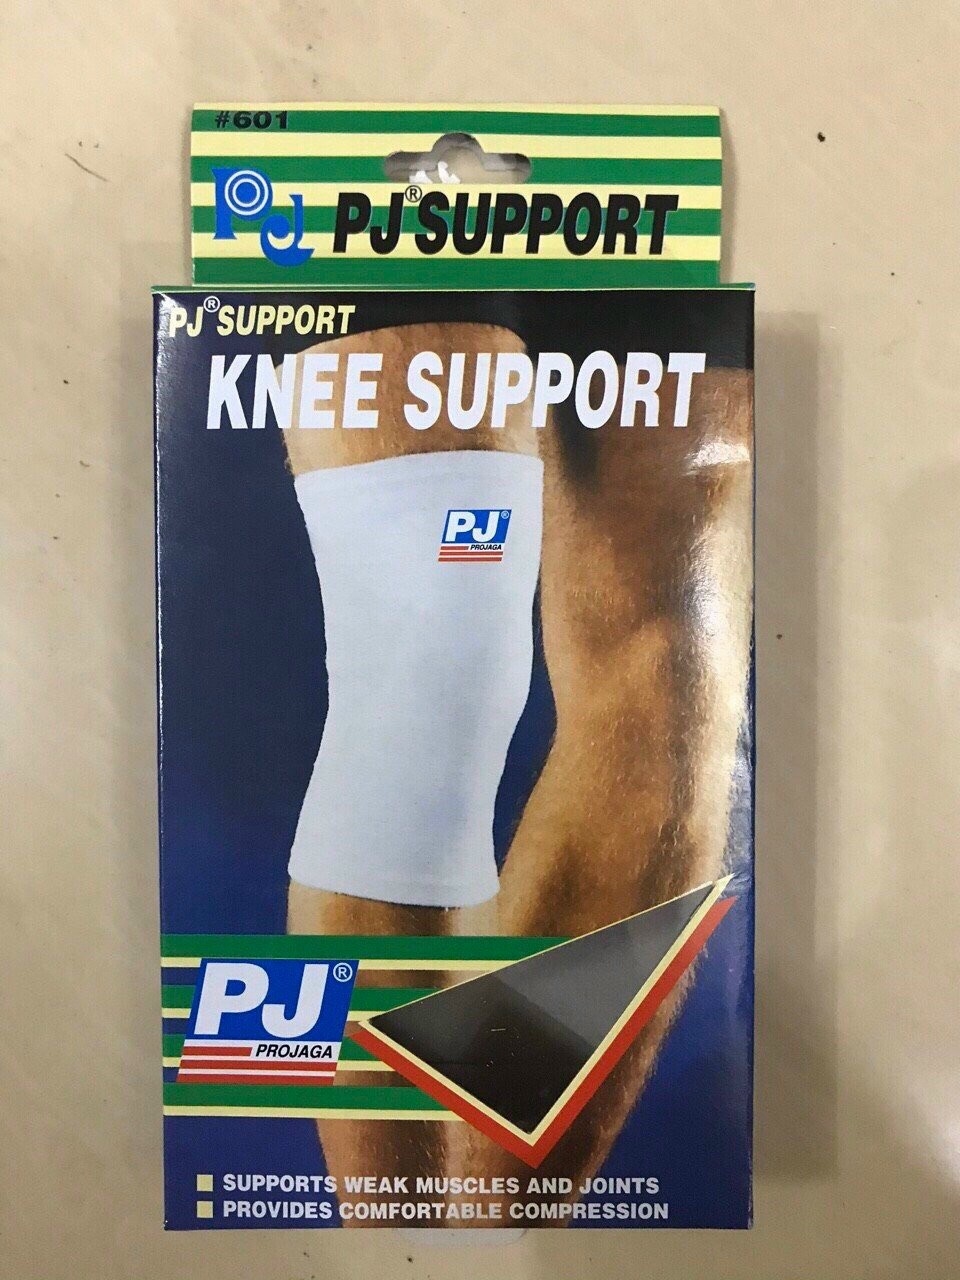 #601
PJ PJ® SUPPORT
PJ® SUPPORT
KNEE SUPPORT
PJ®
PROJAGA
PJ®
PROJAGA
SUPPORTS WEAK MUSCLES AND JOINTS
PROVIDES COMFORTABLE COMPRESSION